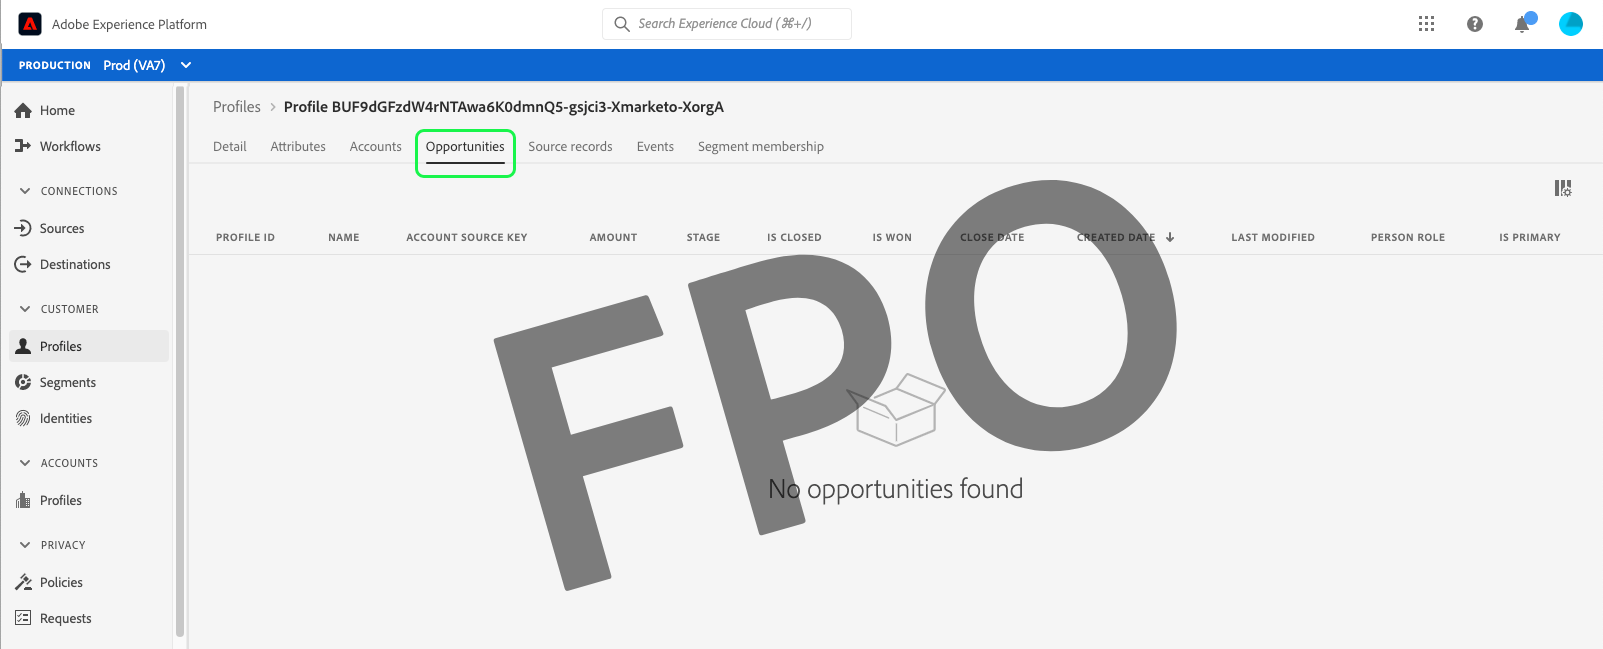 Adobe Experience Platform
Search Experience Cloud (⌘+/)
PRODUCTION Prod (VA7)
Home
Workflows
CONNECTIONS
Sources
Destinations
CUSTOMER
Profiles
Segments
Identities
ACCOUNTS
Profiles
PRIVACY
Policies
Requests
Profiles > Profile BUF9dGFzdW4rNTAwa6K0dmnQ5-gsjci3-Xmarketo-XorgA
Detail Attributes Accounts Opportunities Source records Events Segment membership
PROFILE ID NAME ACCOUNT SOURCE KEY AMOUNT STAGE IS CLOSED IS WON CLOSE DATE CREATED DATE ↓ LAST MODIFIED PERSON ROLE IS PRIMARY
FPO
No opportunities found